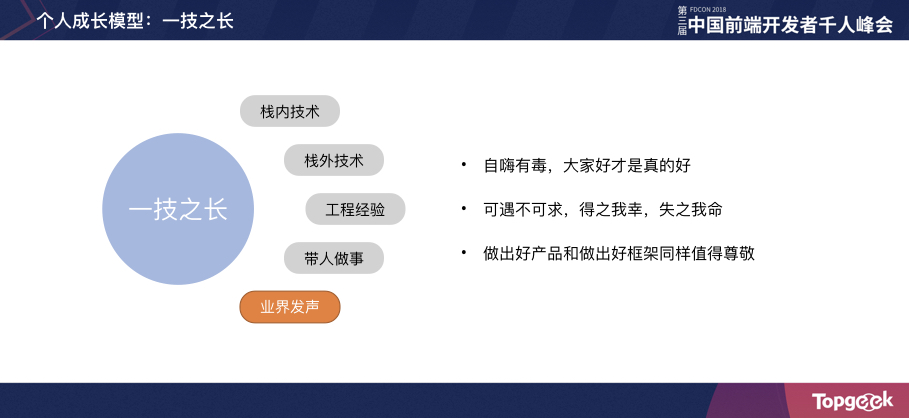 个人成长模型：一技之长
第三届
FDCON 2018
中国前端开发者千人峰会
栈内技术
栈外技术
一技之长
工程经验
带人做事
业界发声
• 自嗨有毒，大家好才是真的好
• 可遇不可求，得之我幸，失之我命
• 做出好产品和做出好框架同样值得尊敬
Topgeek